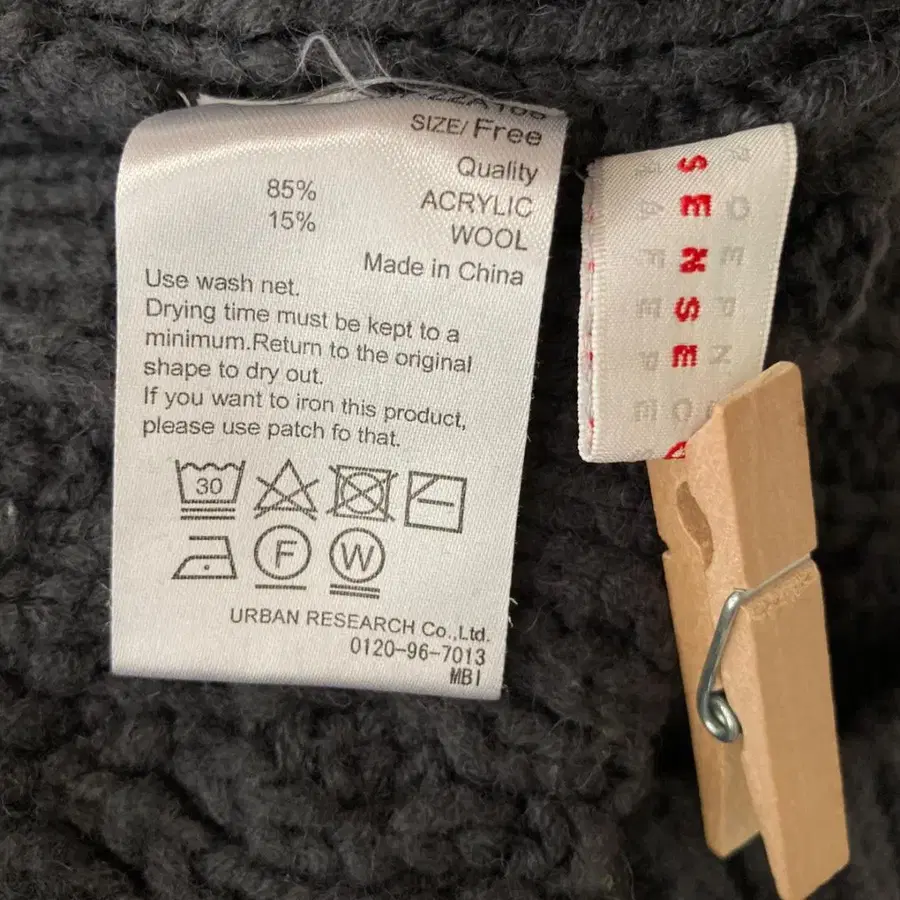 SIZE/Free
Quality
85% ACRYLIC
15% WOOL
Made in China
Use wash net.
Drying time must be kept to a
minimum.Return to the original
shape to dry out.
If you want to iron this product,
please use patch fo that.
30
F W
URBAN RESEARCH Co.,Ltd.
0120-96-7013
MBI
SENSE